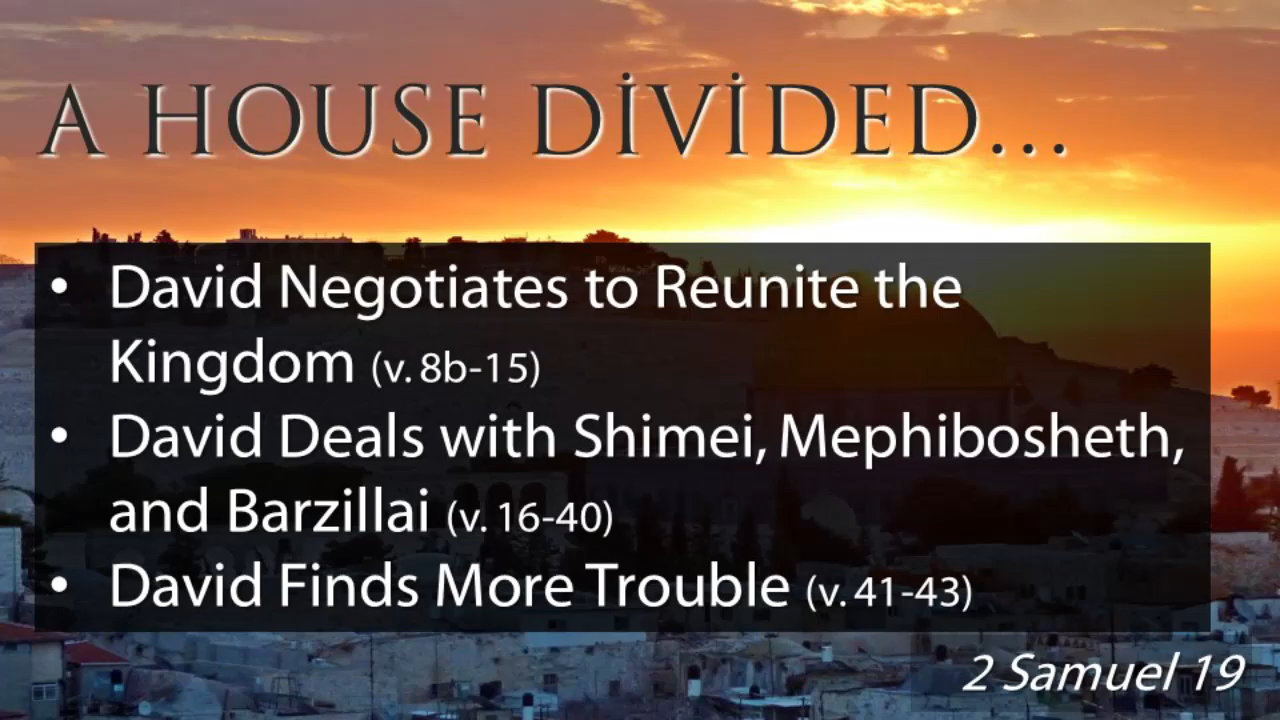 A HOUSE DİVİDED...
• David Negotiates to Reunite the
Kingdom (v. 8b-15)
• David Deals with Shimei, Mephibosheth,
and Barzillai (v. 16-40)
• David Finds More Trouble (v. 41-43)
2 Samuel 19